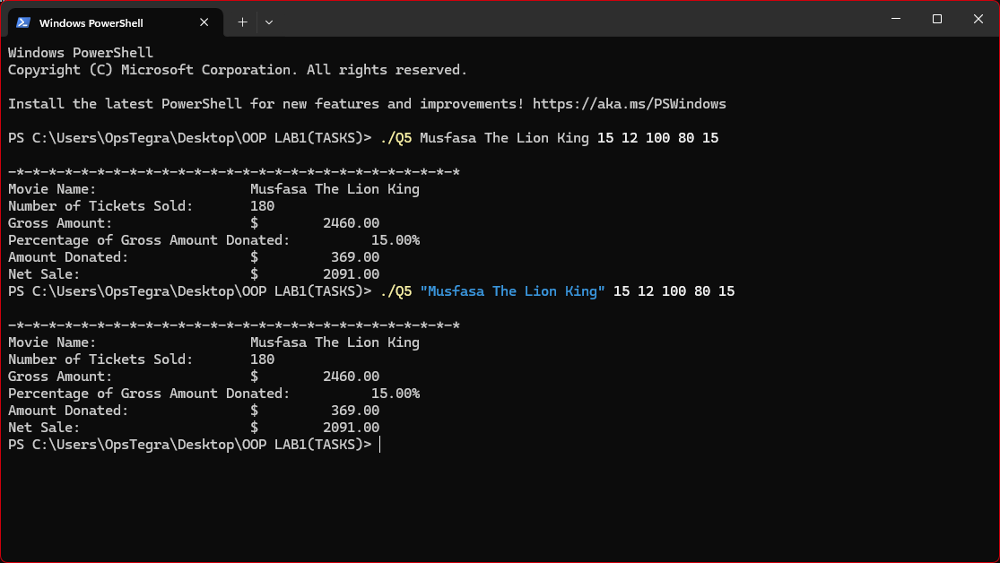 Windows PowerShell
Windows PowerShell
Copyright (C) Microsoft Corporation. All rights reserved.
Install the latest PowerShell for new features and improvements! https://aka.ms/PSWindows
PS C:\Users\OpsTegra\Desktop\OOP LAB1(TASKS)> ./Q5 Musfasa The Lion King 15 12 100 80 15
-*-*-*-*-*-*-*-*-*-*-*-*-*-*-*-*-*-*-*-*-*-*-*-*-*-*-*-*
Movie Name: Musfasa The Lion King
Number of Tickets Sold: 180
Gross Amount: $ 2460.00
Percentage of Gross Amount Donated: 15.00%
Amount Donated: $ 369.00
Net Sale: $ 2091.00
PS C:\Users\OpsTegra\Desktop\OOP LAB1(TASKS)> ./Q5 "Musfasa The Lion King" 15 12 100 80 15
-*-*-*-*-*-*-*-*-*-*-*-*-*-*-*-*-*-*-*-*-*-*-*-*-*-*-*-*
Movie Name: Musfasa The Lion King
Number of Tickets Sold: 180
Gross Amount: $ 2460.00
Percentage of Gross Amount Donated: 15.00%
Amount Donated: $ 369.00
Net Sale: $ 2091.00
PS C:\Users\OpsTegra\Desktop\OOP LAB1(TASKS)>